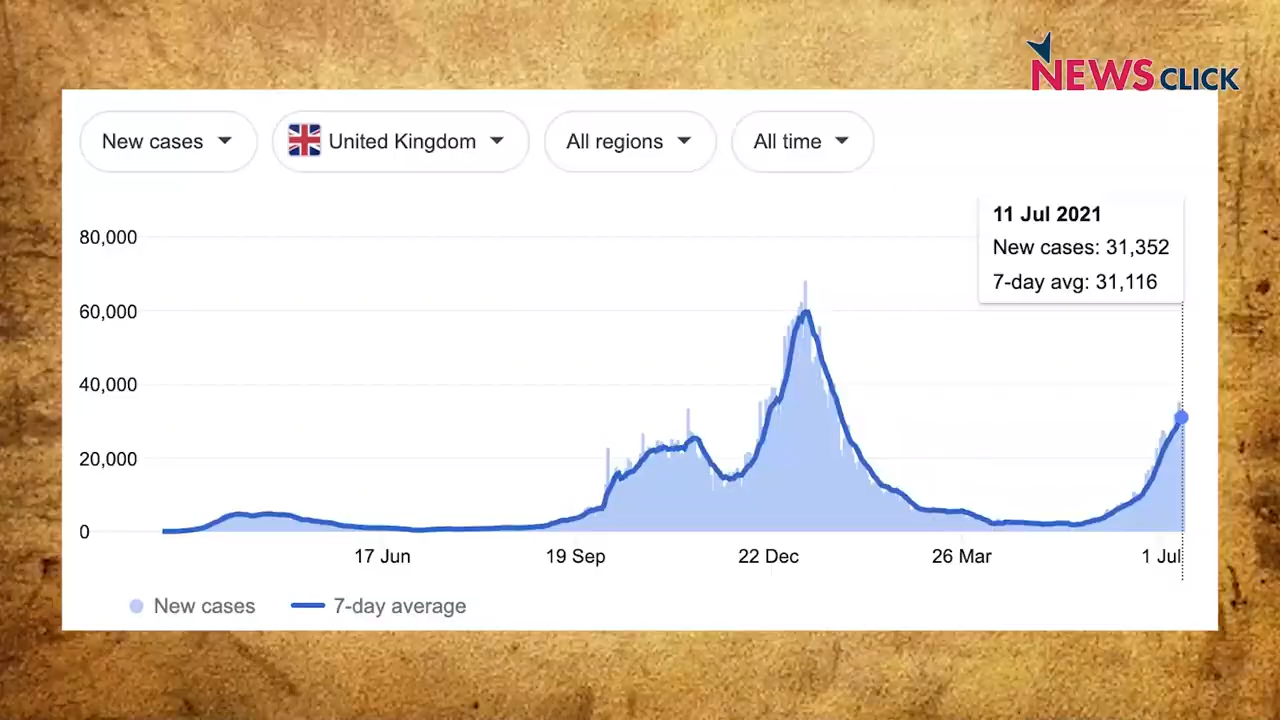 NEWSCLICK
New cases
United Kingdom
All regions
All time
11 Jul 2021
New cases: 31,352
7-day avg: 31,116
80,000
60,000
40,000
20,000
0
17 Jun
19 Sep
22 Dec
26 Mar
1 Jul
New cases
7-day average